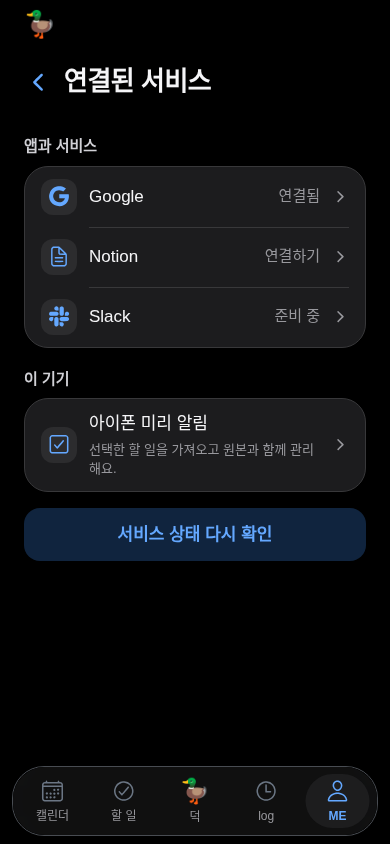 연결된 서비스
앱과 서비스
Google 연결됨
Notion 연결하기
Slack 준비 중
이 기기
아이폰 미리 알림
선택한 할 일을 가져오고 원본과 함께 관리
해요.
서비스 상태 다시 확인
캘린더 할 일 덕 log ME